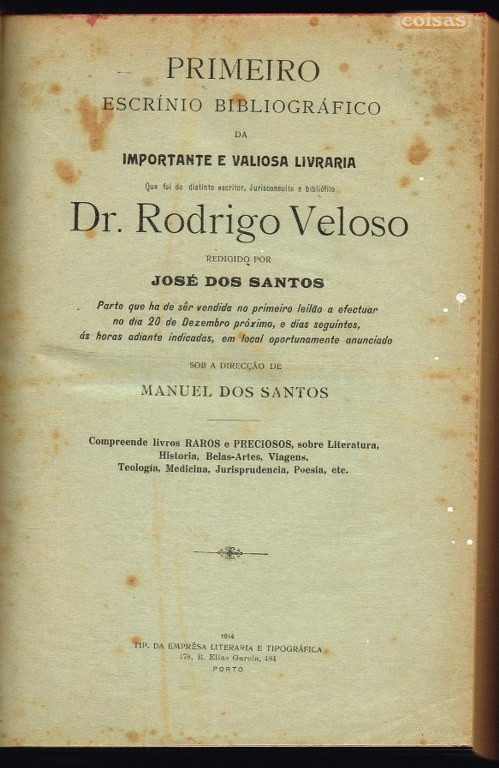 coisas
PRIMEIRO
ESCRÍNIO BIBLIOGRÁFICO
DA
IMPORTANTE E VALIOSA LIVRARIA
Que foi do distinto escritor, Jurisconsulto e bibliófilo
Dr. Rodrigo Veloso
REDIGIDO POR
JOSÉ DOS SANTOS
Parte que ha de sêr vendida no primeiro leilão a efectuar
no dia 20 de Dezembro próximo, e dias seguintes,
ás horas adiante indicadas, em local oportunamente anunciado
SOB A DIRECÇÃO DE
MANUEL DOS SANTOS
Compreende livros RAROS e PRECIOSOS, sobre Literatura,
Historia, Belas-Artes, Viagens,
Teologia, Medicina, Jurisprudencia, Poesia, etc.
1914
TIP. DA EMPRÊSA LITERARIA E TIPOGRÁFICA
178, R. Elias Garcia, 184
PORTO